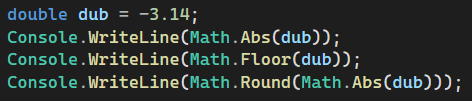 double dub = -3.14;
Console.WriteLine(Math.Abs(dub));
Console.WriteLine(Math.Floor(dub));
Console.WriteLine(Math.Round(Math.Abs(dub)));